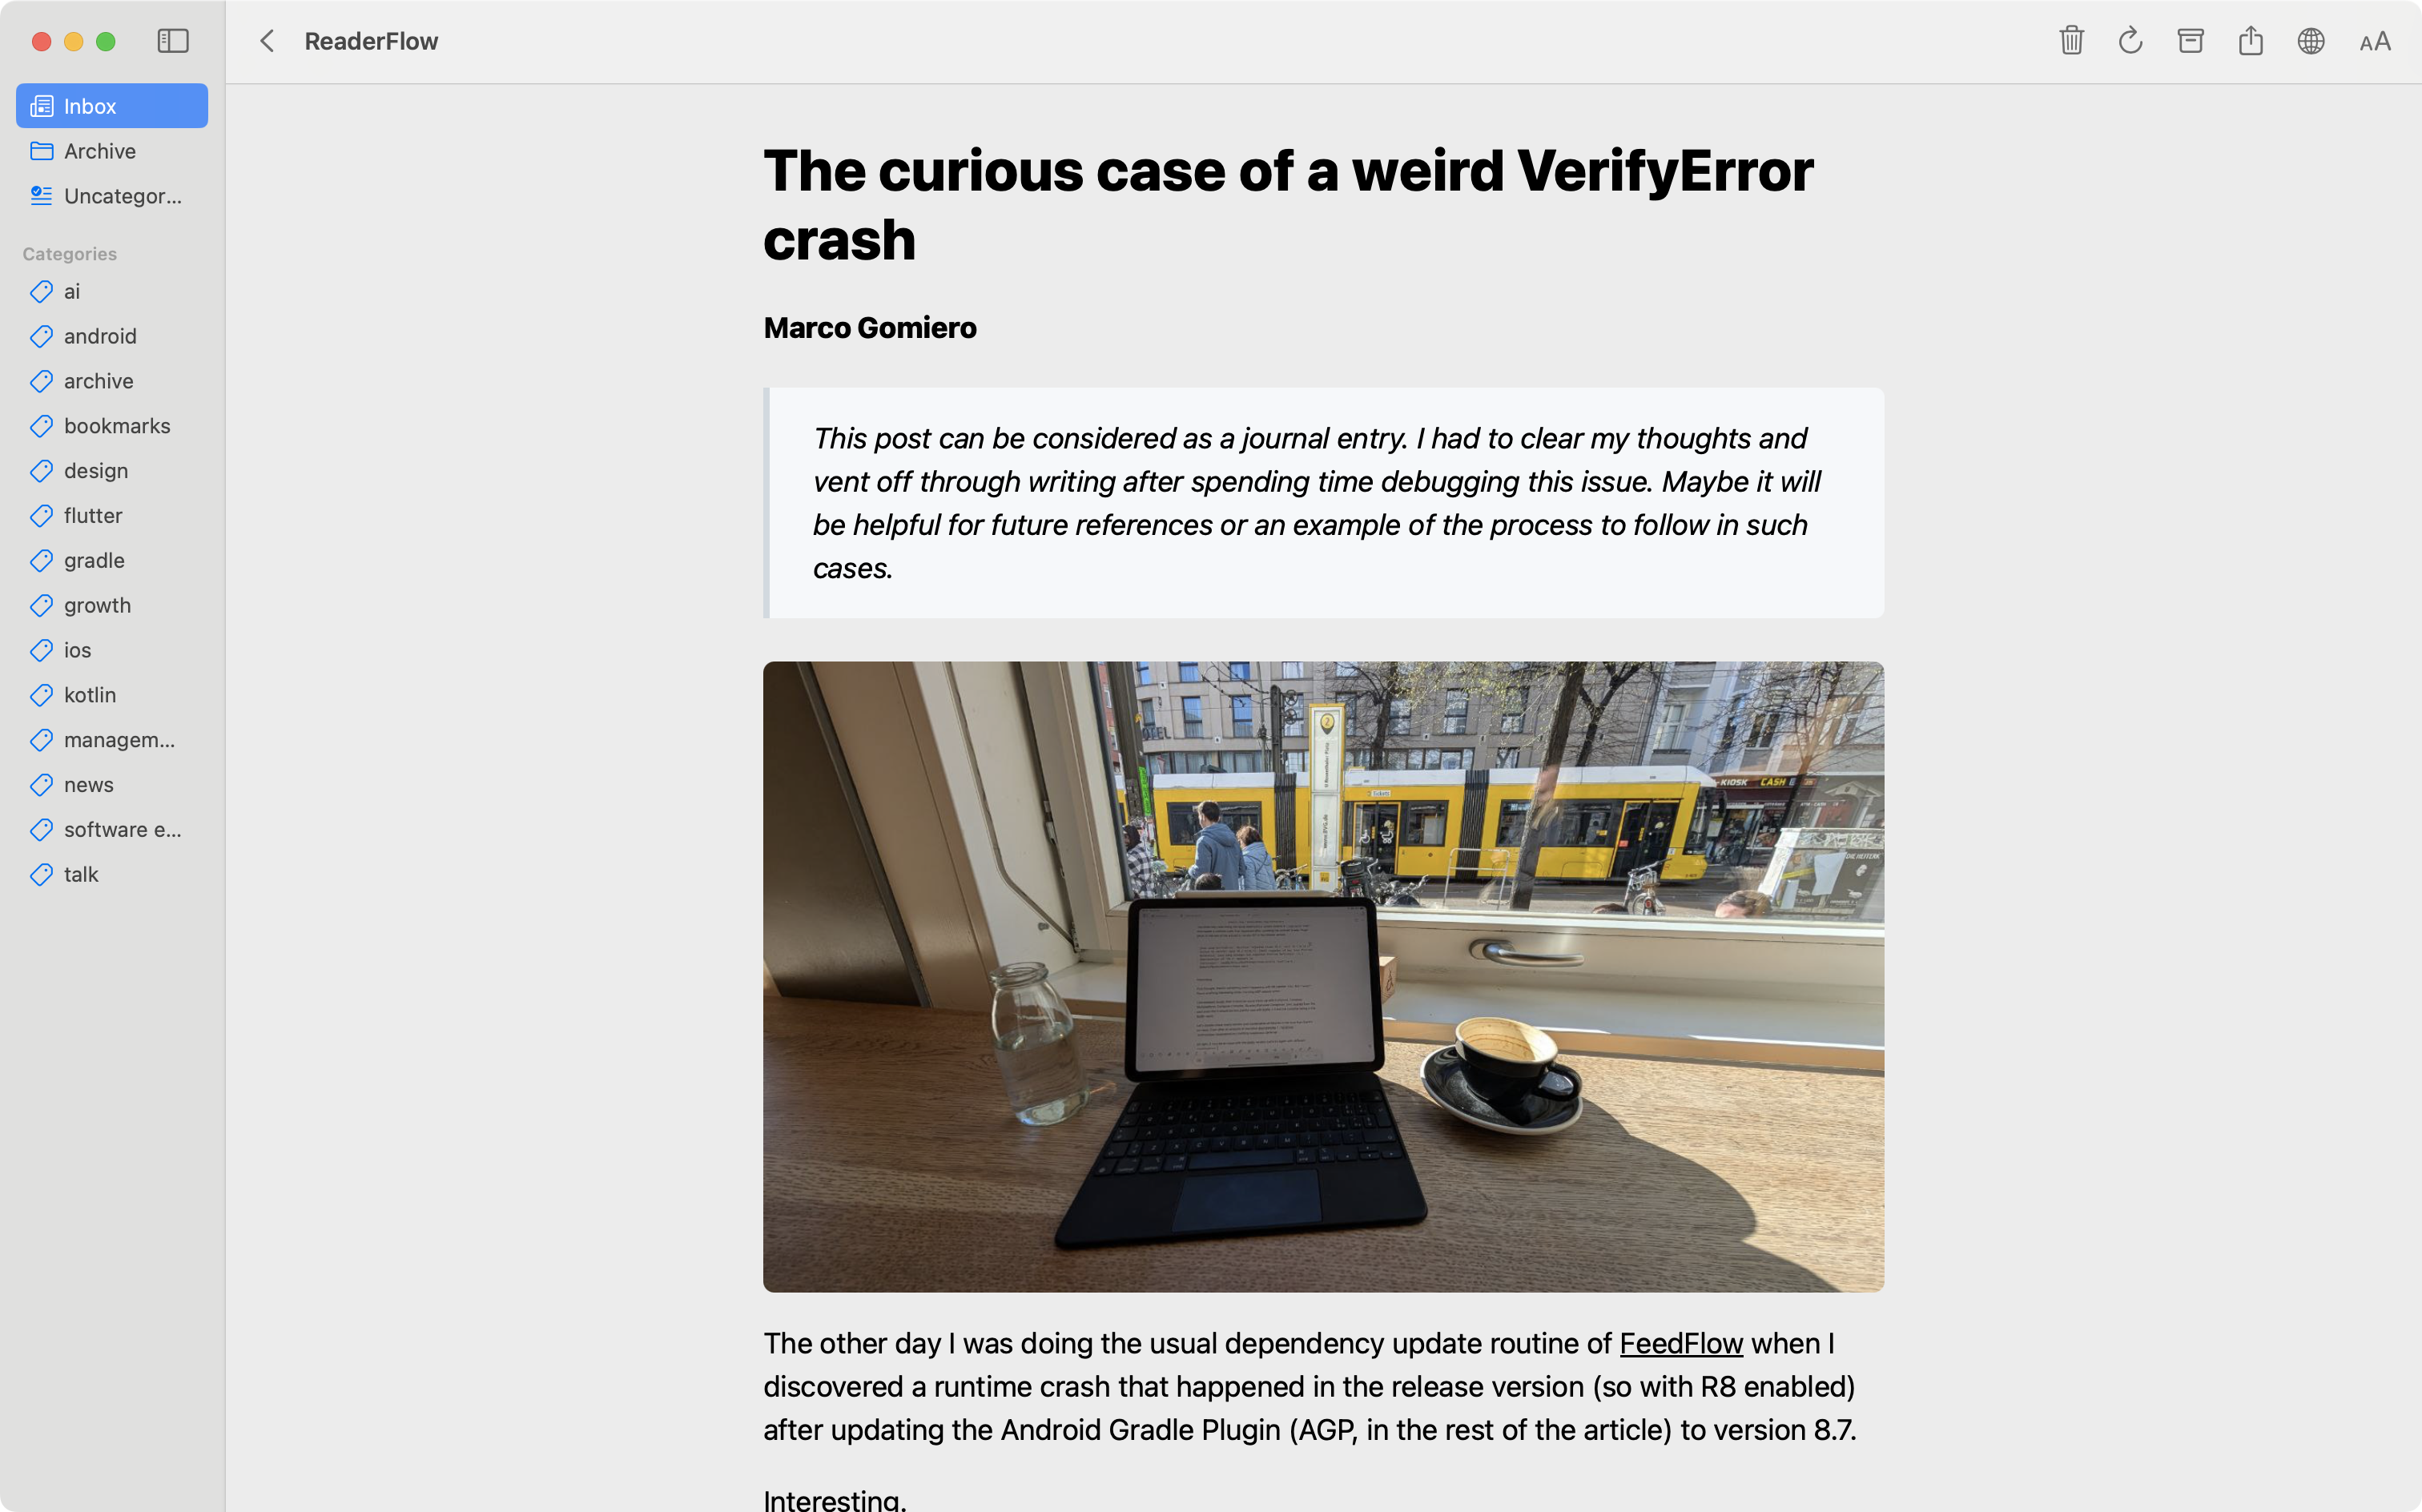 ReaderFlow
Inbox
Archive
Uncategor...
Categories
ai
android
archive
bookmarks
design
flutter
gradle
growth
ios
kotlin
managem...
news
software e...
talk
AA
The curious case of a weird VerifyError
crash
Marco Gomiero
This post can be considered as a journal entry. I had to clear my thoughts and
vent off through writing after spending time debugging this issue. Maybe it will
be helpful for future references or an example of the process to follow in such
cases.
2
KIOSK CASH
Tickets
www.BVG.de
The other day I was doing the usual dependency update routine of FeedFlow when I
discovered a runtime crash that happened in the release version (so with R8 enabled)
after updating the Android Gradle Plugin (AGP, in the rest of the article) to version 8.7.
Interesting.